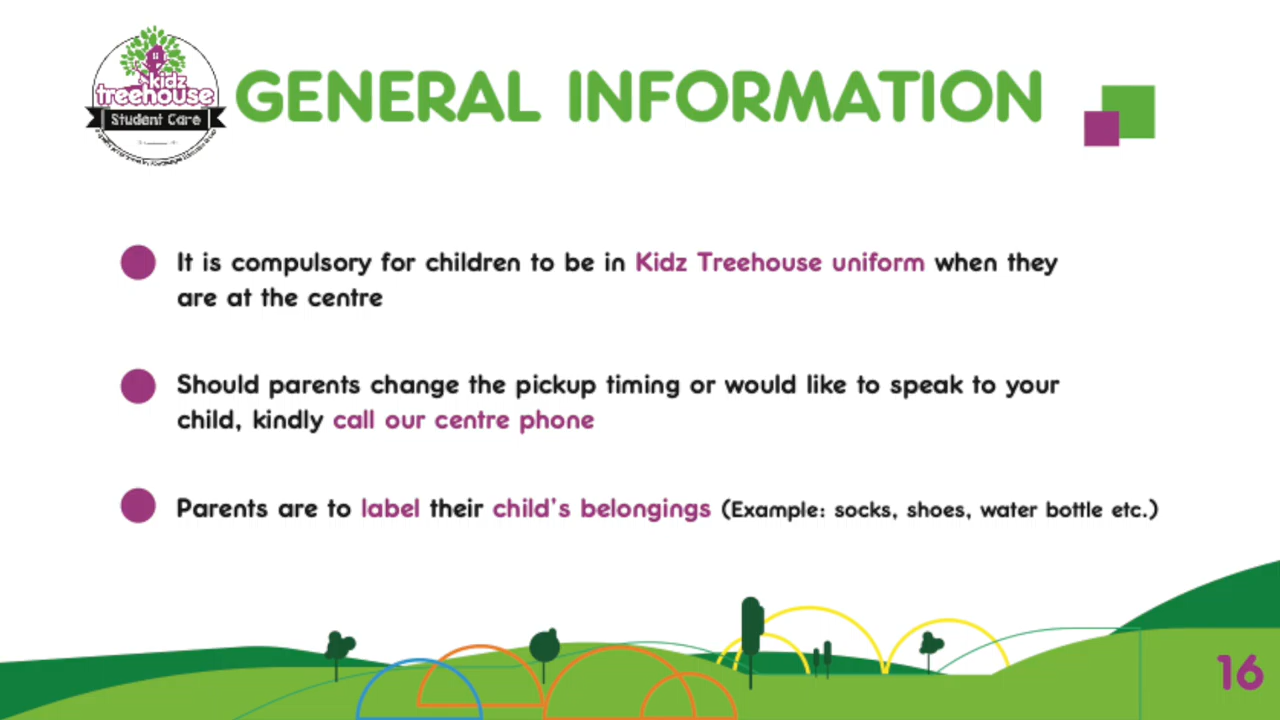 kidz
treehouse
Student Care
GENERAL INFORMATION
It is compulsory for children to be in Kidz Treehouse uniform when they
are at the centre
Should parents change the pickup timing or would like to speak to your
child, kindly call our centre phone
Parents are to label their child's belongings (Example: socks, shoes, water bottle etc.)
16